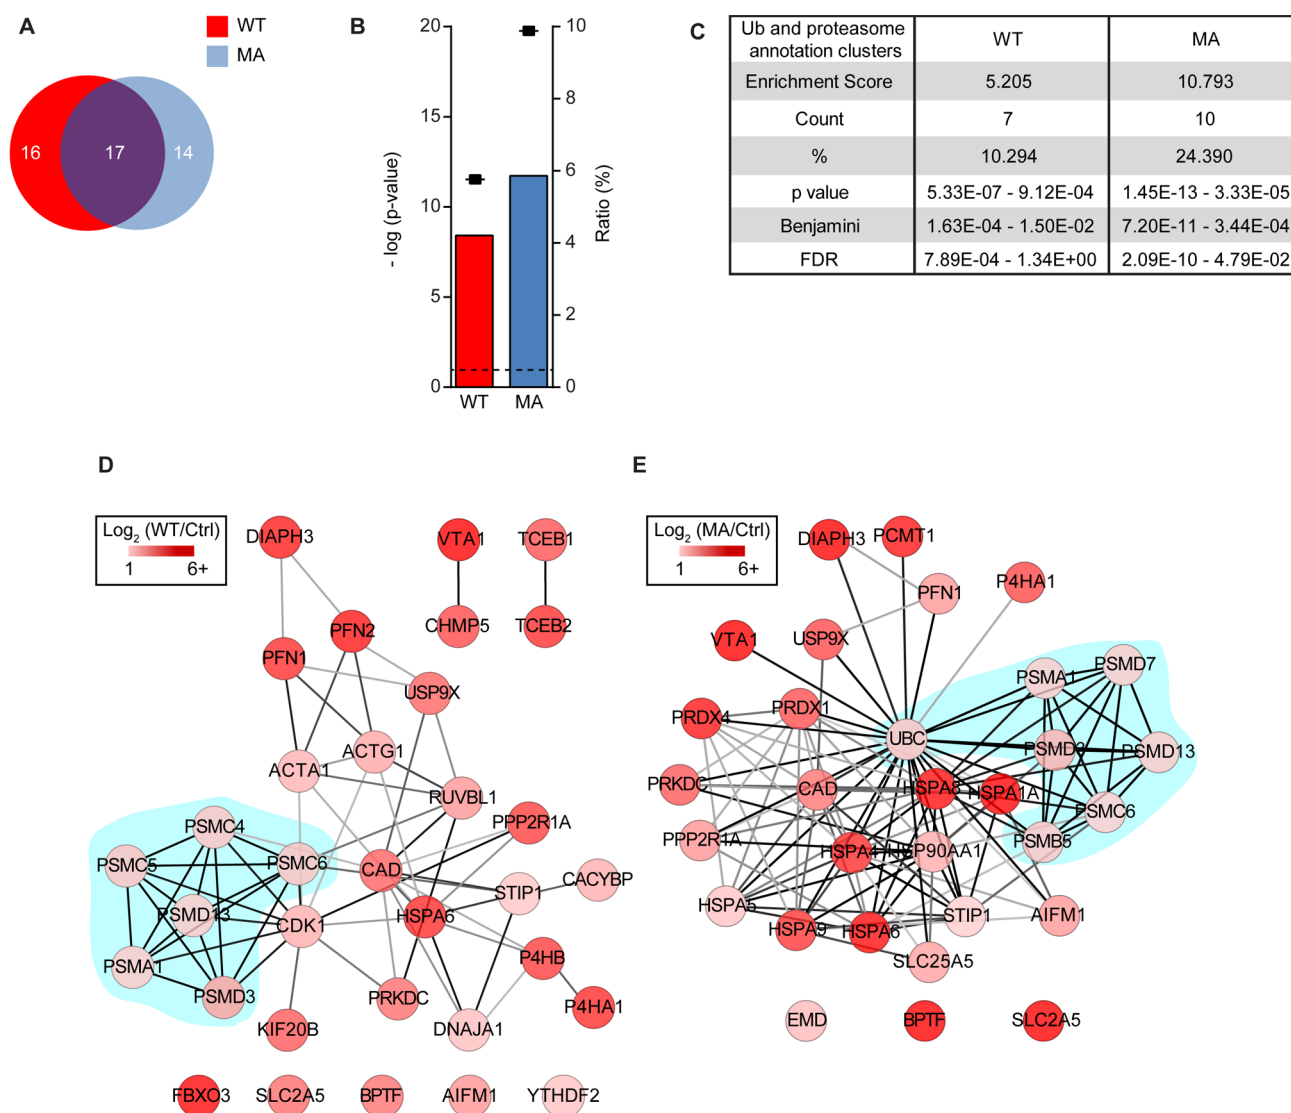 A
WT
MA
16
17
14
B
20
15
10
5
0
- log (p-value)
10
8
6
4
2
0
Ratio (%)
WT
MA
C
Ub and proteasome annotation clusters
WT
MA
Enrichment Score
5.205
10.793
Count
7
10
%
10.294
24.390
p value
5.33E-07 - 9.12E-04
1.45E-13 - 3.33E-05
Benjamini
1.63E-04 - 1.50E-02
7.20E-11 - 3.44E-04
FDR
7.89E-04 - 1.34E+00
2.09E-10 - 4.79E-02
D
Log2 (WT/Ctrl)
1
6+
DIAPH3
VTA1
TCEB1
PFN2
CHMP5
TCEB2
PFN1
USP9X
ACTG1
ACTA1
RUVBL1
PPP2R1A
PSMC4
PSMC5
PSMC6
CAD
CACYBP
STIP1
PSMD13
CDK1
HSPA6
PSMA1
P4HB
PSMD3
PRKDC
P4HA1
KIF20B
DNAJA1
FBXO3
SLC2A5
BPTF
AIFM1
YTHDF2
E
Log2 (MA/Ctrl)
1
6+
DIAPH3
PCMT1
PFN1
P4HA1
VTA1
USP9X
PSMA1
PSMD7
PRDX4
PRDX1
UBC
PSMD3
PSMD13
PRKDC
CAD
HSPA8
HSPA1A
PSMC6
PPP2R1A
HSPA4
P90AA1
PSMB5
HSPA5
STIP1
AIFM1
HSPA9
HSPA6
SLC25A5
EMD
BPTF
SLC2A5